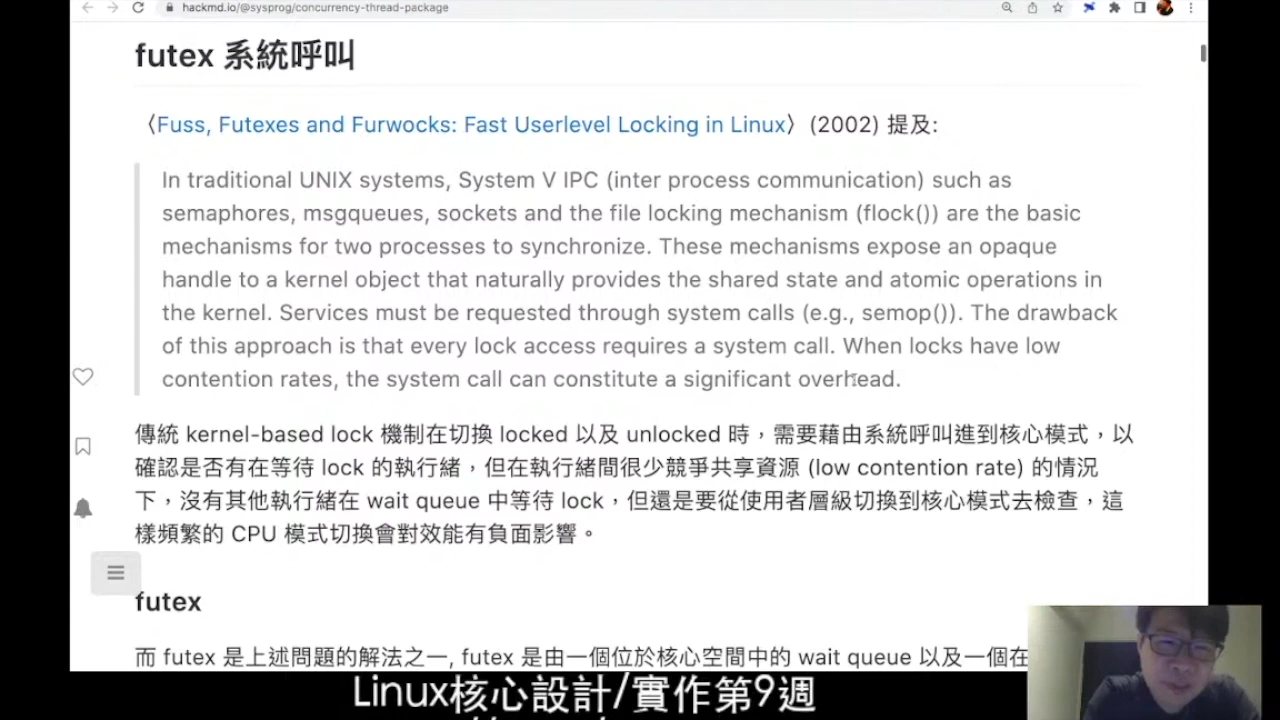 hackmd.io/@sysprog/concurrency-thread-package
futex 系統呼叫
〈Fuss, Futexes and Furwocks: Fast Userlevel Locking in Linux〉(2002) 提及:
In traditional UNIX systems, System V IPC (inter process communication) such as
semaphores, msgqueues, sockets and the file locking mechanism (flock()) are the basic
mechanisms for two processes to synchronize. These mechanisms expose an opaque
handle to a kernel object that naturally provides the shared state and atomic operations in
the kernel. Services must be requested through system calls (e.g., semop()). The drawback
of this approach is that every lock access requires a system call. When locks have low
contention rates, the system call can constitute a significant overhead.
傳統 kernel-based lock 機制在切換 locked 以及 unlocked 時，需要藉由系統呼叫進到核心模式，以
確認是否有在等待 lock 的執行緒，但在執行緒間很少競爭共享資源 (low contention rate) 的情況
下，沒有其他執行緒在 wait queue 中等待 lock，但還是要從使用者層級切換到核心模式去檢查，這
樣頻繁的 CPU 模式切換會對效能有負面影響。
futex
而 futex 是上述問題的解法之一, futex 是由一個位於核心空間中的 wait queue 以及一個在
Linux核心設計/實作第9週